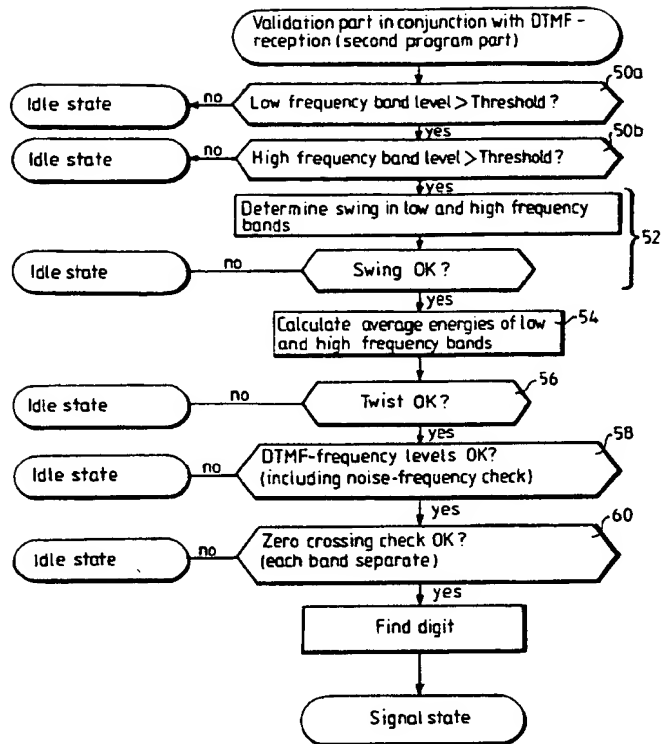 Validation part in conjunction with DTMF-
reception (second program part)
50a
Idle state
no
Low frequency band level > Threshold?
yes
50b
Idle state
no
High frequency band level > Threshold?
yes
Determine swing in low and high frequency
bands
52
Idle state
no
Swing OK?
yes
Calculate average energies of low
and high frequency bands
54
56
Idle state
no
Twist OK?
yes
58
DTMF-frequency levels OK?
(including noise-frequency check)
Idle state
no
yes
60
Zero crossing check OK?
(each band separate)
Idle state
no
yes
Find digit
Signal state